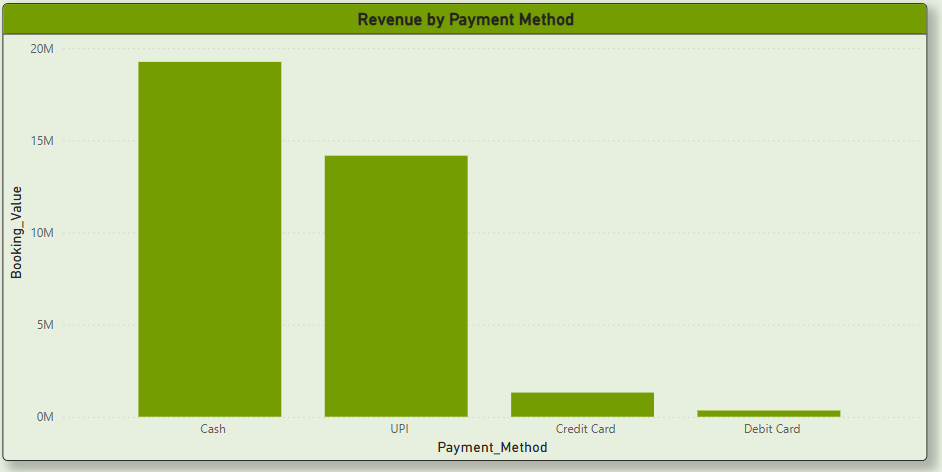 Revenue by Payment Method
20M
15M
10M
5M
0M
Booking_Value
Cash UPI Credit Card Debit Card
Payment_Method